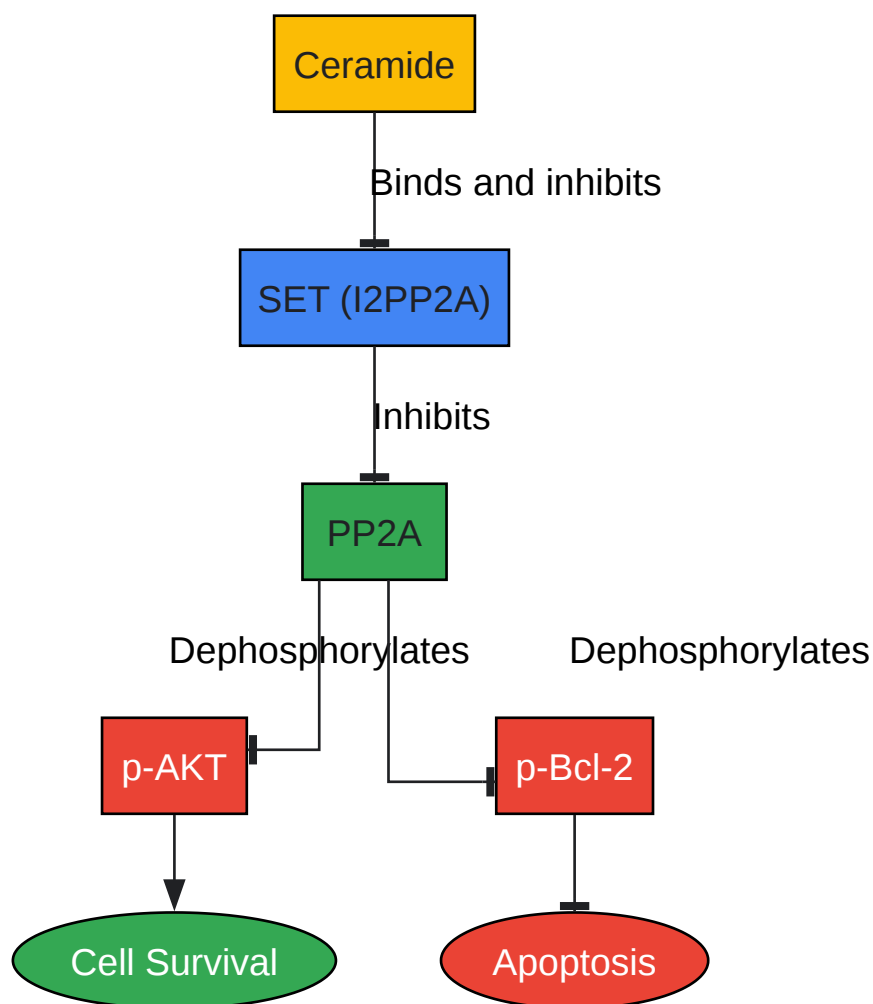 Ceramide
Binds and inhibits
SET (I2PP2A)
Inhibits
PP2A
Dephosphorylates
Dephosphorylates
p-AKT
p-Bcl-2
Cell Survival
Apoptosis